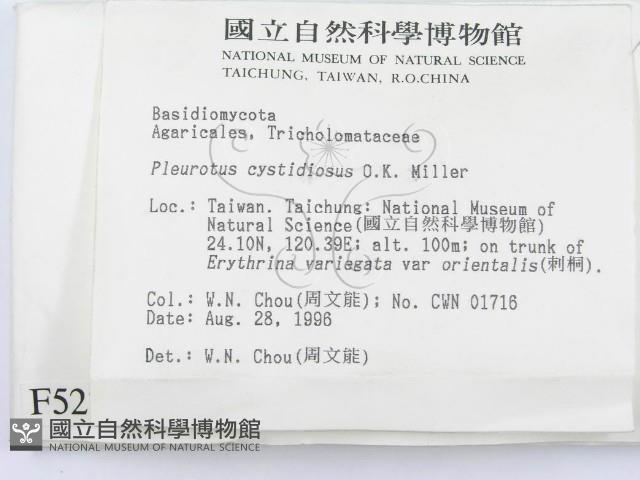 國立自然科學博物館
NATIONAL MUSEUM OF NATURAL SCIENCE
TAICHUNG, TAIWAN, R.O.CHINA
Basidiomycota
Agaricales, Tricholomataceae
Pleurotus cystidiosus O.K. Miller
Loc.: Taiwan. Taichung: National Museum of
Natural Science(國立自然科學博物館)
24.10N, 120.39E; alt. 100m; on trunk of
Erythrina variegata var orientalis(刺桐).
Col.: W.N. Chou(周文能); No. CWN 01716
Date: Aug. 28, 1996
Det.: W.N. Chou(周文能)
F52
國立自然科學博物館
NATIONAL MUSEUM OF NATURAL SCIENCE